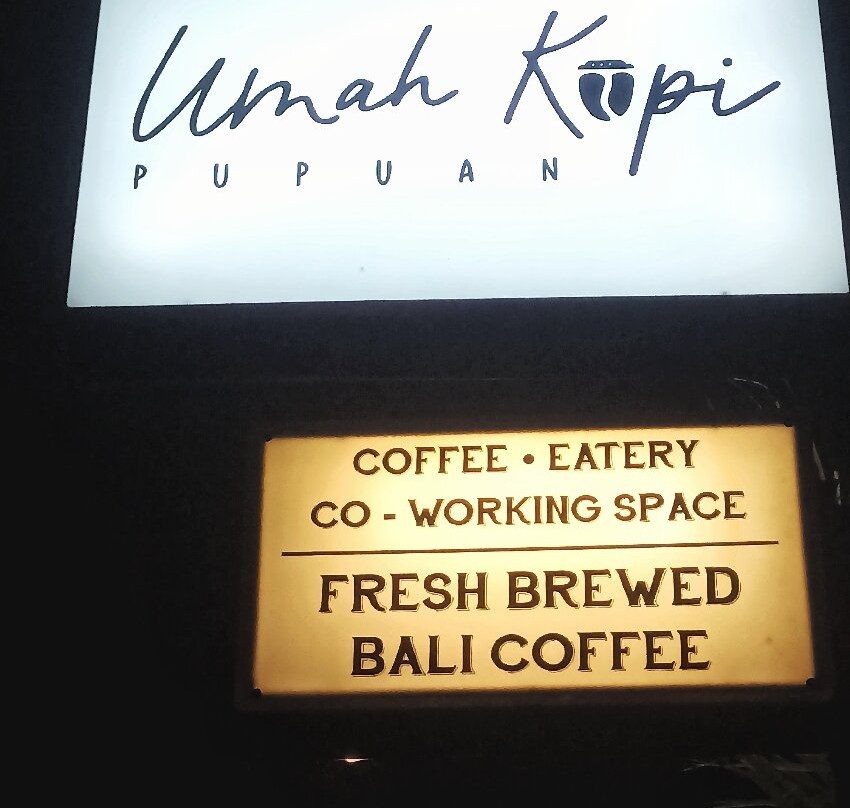 Umah Kopi
PUPUAN
COFFEE • EATERY
CO - WORKING SPACE
FRESH BREWED
BALI COFFEE